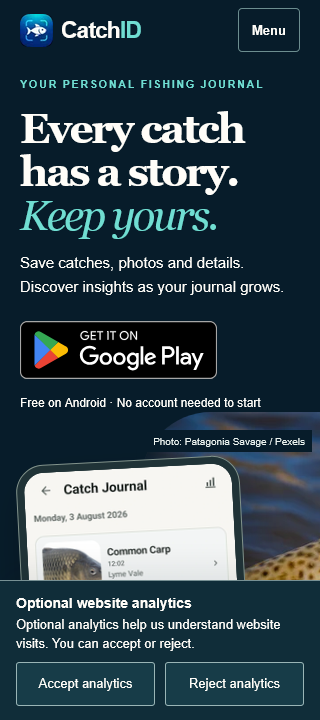 CatchID
Menu
YOUR PERSONAL FISHING JOURNAL
Every catch
has a story.
Keep yours.
Save catches, photos and details.
Discover insights as your journal grows.
GET IT ON
Google Play
Free on Android · No account needed to start
Photo: Patagonia Savage / Pexels
Catch Journal
Monday, 3 August 2026
Common Carp
12:02
Lyme Vale
Optional website analytics
Optional analytics help us understand website
visits. You can accept or reject.
Accept analytics
Reject analytics